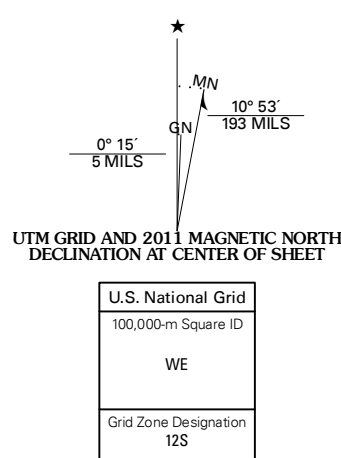 ★
MN
10° 53´
193 MILS
GN
0° 15´
5 MILS
UTM GRID AND 2011 MAGNETIC NORTH
DECLINATION AT CENTER OF SHEET
U.S. National Grid
100,000-m Square ID
WE
Grid Zone Designation
12S